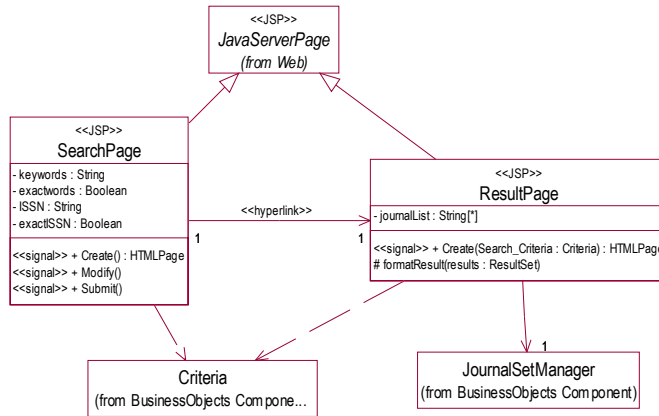 <<JSP>>
JavaServerPage
(from Web)
<<JSP>>
SearchPage
- keywords : String
- exactwords : Boolean
- ISSN : String
- exactISSN : Boolean
<<signal>> + Create() : HTMLPage
<<signal>> + Modify()
<<signal>> + Submit()
<<hyperlink>>
1
1
<<JSP>>
ResultPage
- journalList : String[*]
<<signal>> + Create(Search_Criteria : Criteria) : HTMLPage
# formatResult(results : ResultSet)
Criteria
(from BusinessObjects Compone...
1
JournalSetManager
(from BusinessObjects Component)